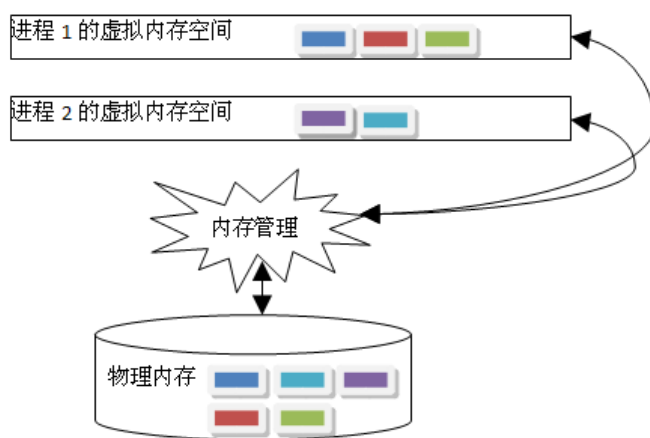 进程 1 的虚拟内存空间
进程 2 的虚拟内存空间
内存管理
物理内存